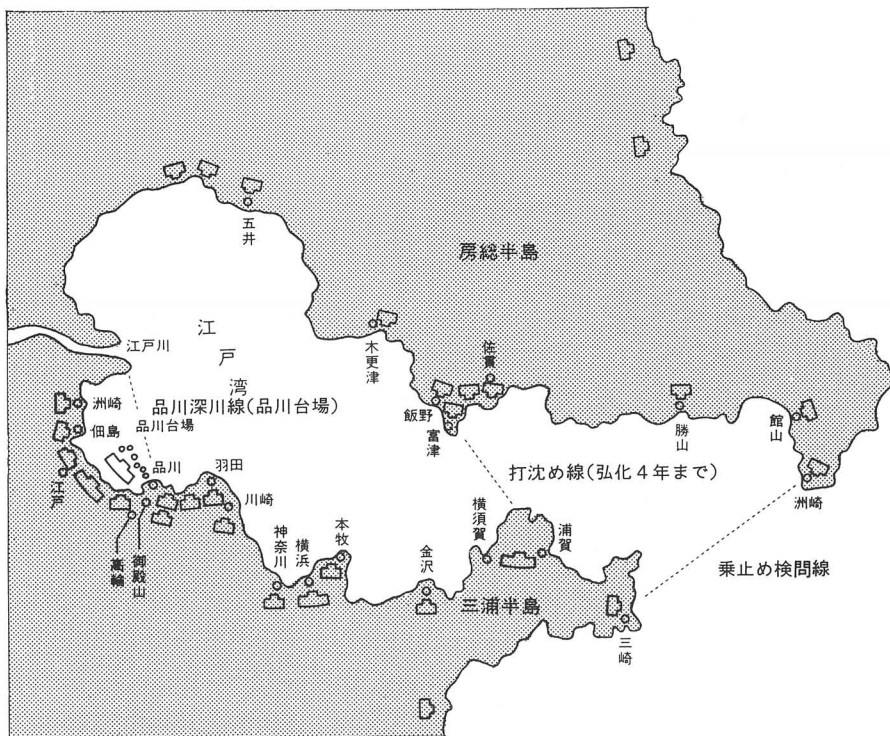 五井
房総半島
江戸湾
江戸川
木更津
佐貫
品川深川線(品川台場)
洲崎
品川台場
飯野
富津
勝山
館山
佃島
品川
羽田
打沈め線(弘化4年まで)
江戸
川崎
洲崎
高輪
御殿山
神奈川
横浜
本牧
金沢
横須賀
浦賀
乗止め検問線
三浦半島
三崎